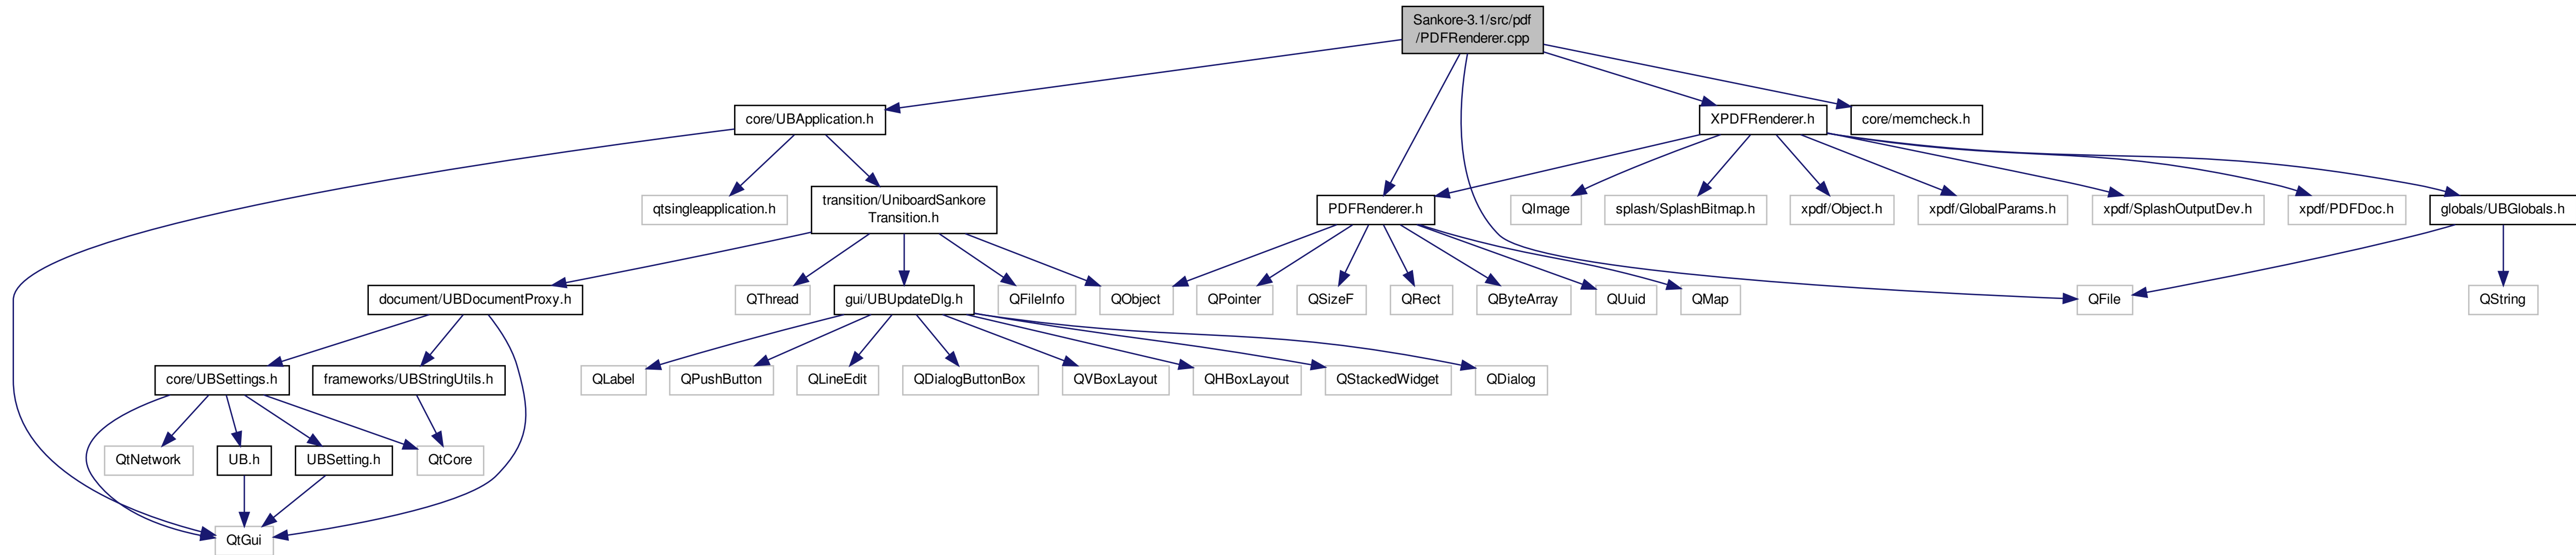 Sankore-3.1/src/pdf
/PDFRenderer.cpp
core/UBApplication.h
XPDFRenderer.h
core/memcheck.h
qtsingleapplication.h
transition/UniboardSankore
Transition.h
PDFRenderer.h
QImage
splash/SplashBitmap.h
xpdf/Object.h
xpdf/GlobalParams.h
xpdf/SplashOutputDev.h
xpdf/PDFDoc.h
globals/UBGlobals.h
document/UBDocumentProxy.h
QThread
gui/UBUpdateDlg.h
QFileInfo
QObject
QPointer
QSizeF
QRect
QByteArray
QUuid
QMap
QFile
QString
core/UBSettings.h
frameworks/UBStringUtils.h
QLabel
QPushButton
QLineEdit
QDialogButtonBox
QVBoxLayout
QHBoxLayout
QStackedWidget
QDialog
QtNetwork
UB.h
UBSetting.h
QtCore
QtGui